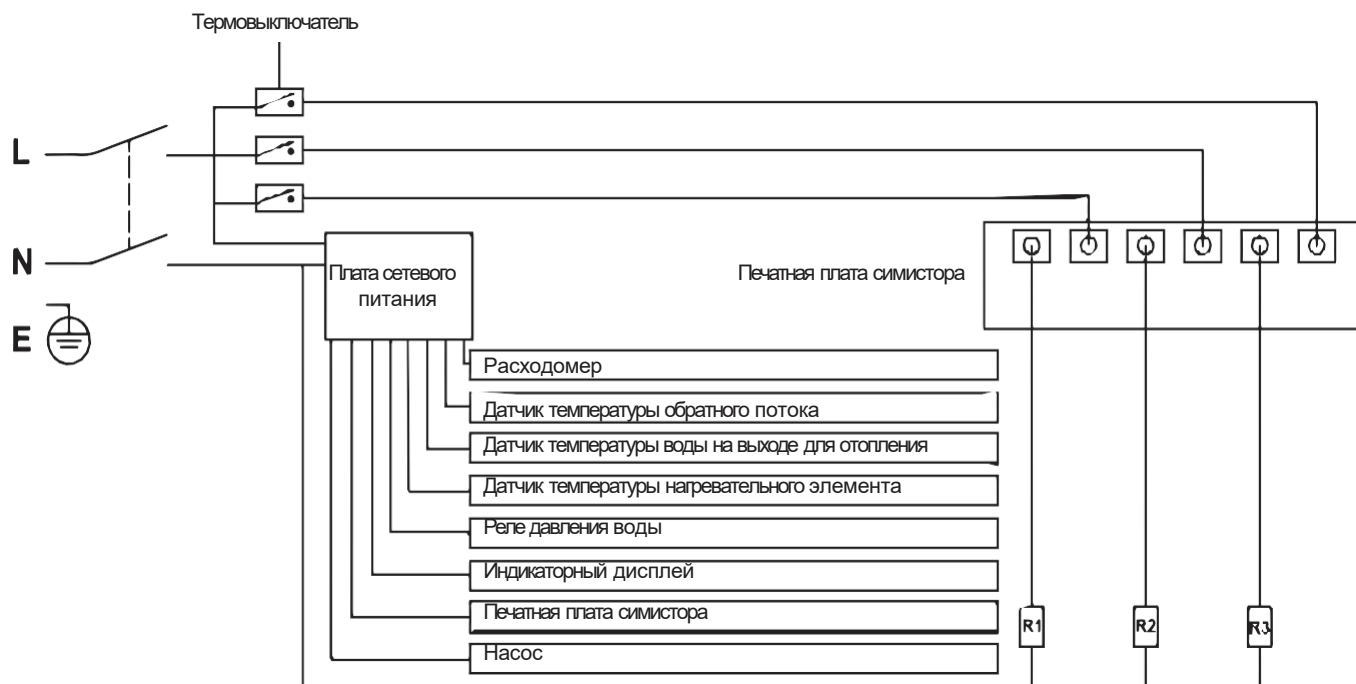 Термовыключатель
L
N
E
Плата сетевого
питания
Печатная плата симистора
Расходомер
Датчик температуры обратного потока
Датчик температуры воды на выходе для отопления
Датчик температуры нагревательного элемента
Реле давления воды
Индикаторный дисплей
Печатная плата симистора
Насос
R1
R2
R3